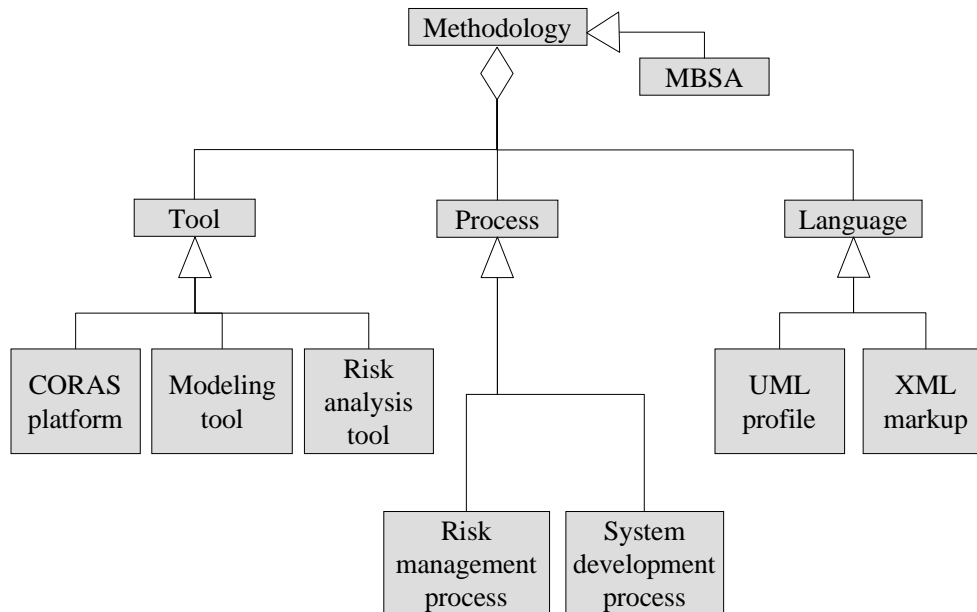 Methodology
MBSA
Tool
Process
Language
CORAS
platform
Modeling
tool
Risk
analysis
tool
UML
profile
XML
markup
Risk
management
process
System
development
process